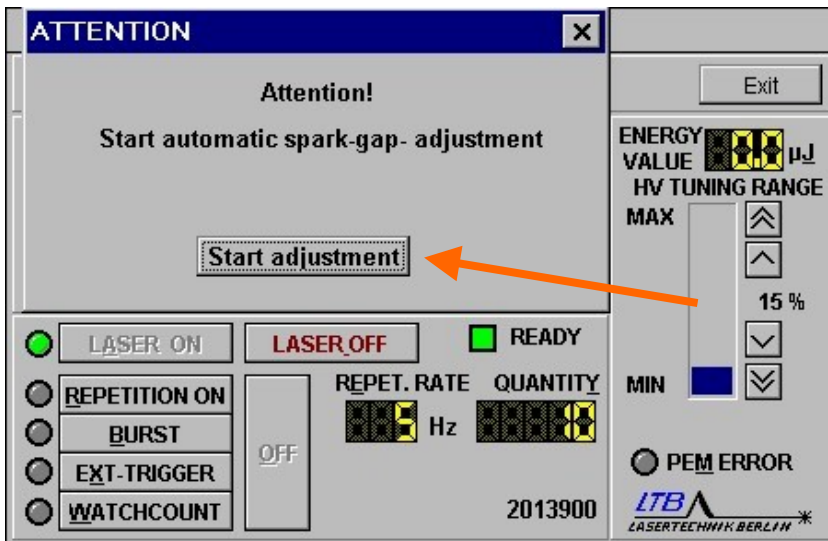 ATTENTION
Attention!
Start automatic spark-gap- adjustment
Start adjustment
Exit
ENERGY
VALUE 0.0 µJ
HV TUNING RANGE
MAX
15 %
MIN
LASER ON LASER OFF READY
REPETITION ON
BURST
EXT-TRIGGER
WATCHCOUNT
OFF
REPET. RATE QUANTITY
5 Hz 10
2013900
PEM ERROR
LTB
LASERTECHNIK BERLIN